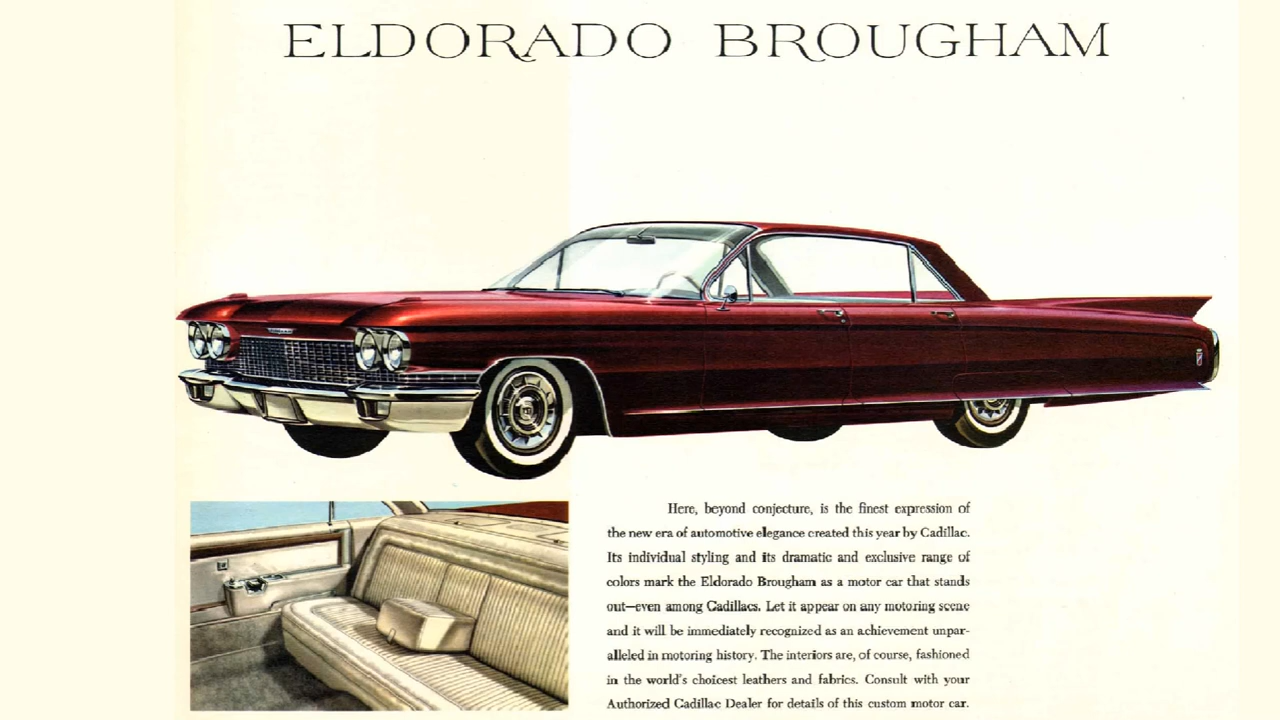 ELDORADO BROUGHAM
Here, beyond conjecture, is the finest expression of
the new era of automotive elegance created this year by Cadillac.
Its individual styling and its dramatic and exclusive range of
colors mark the Eldorado Brougham as a motor car that stands
out—even among Cadillacs. Let it appear on any motoring scene
and it will be immediately recognized as an achievement unpar-
alleled in motoring history. The interiors are, of course, fashioned
in the world's choicest leathers and fabrics. Consult with your
Authorized Cadillac Dealer for details of this custom motor car.